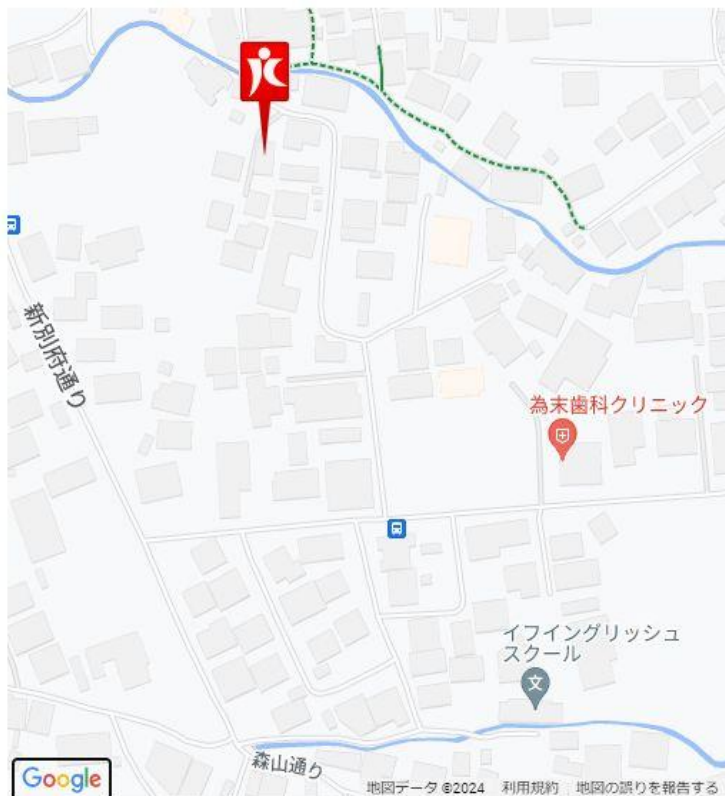 新別府通り
為末歯科クリニック
イフイングリッシュ
スクール
文
森山通り
Google
地図データ ©2024 利用規約 地図の誤りを報告する